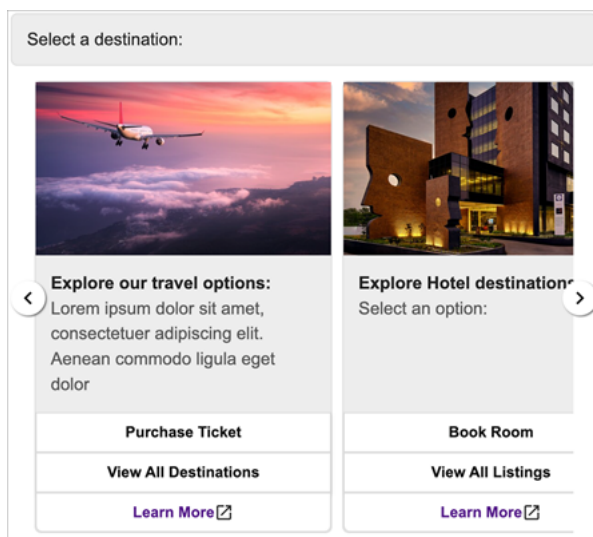 Select a destination:
Explore our travel options:
Lorem ipsum dolor sit amet,
consectetuer adipiscing elit.
Aenean commodo ligula eget
dolor
Purchase Ticket
View All Destinations
Learn More
Explore Hotel destinations
Select an option:
Book Room
View All Listings
Learn More